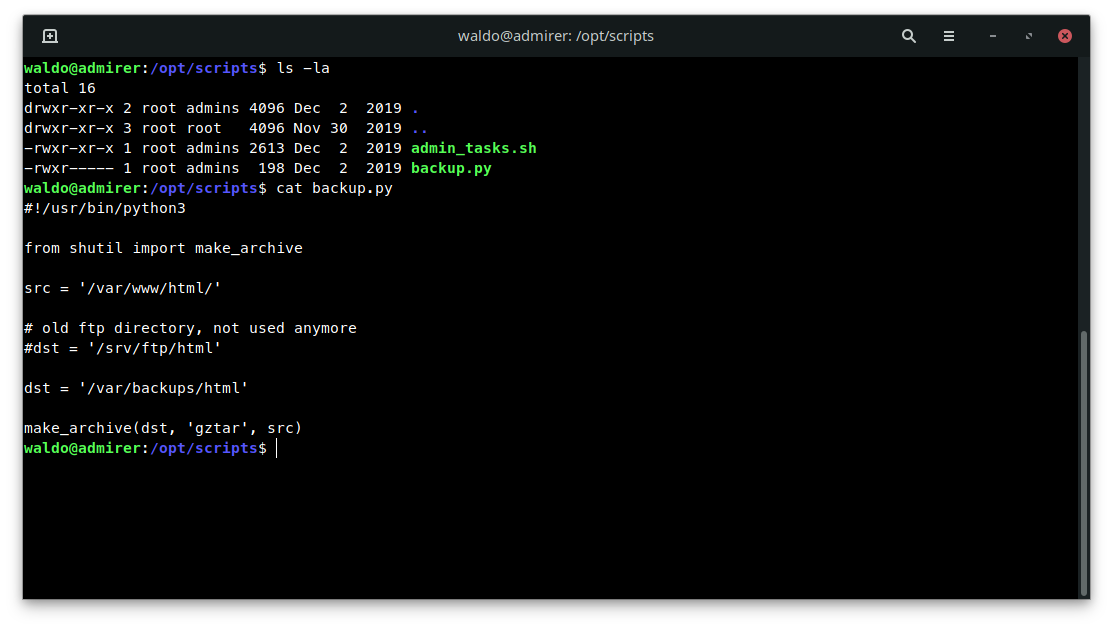 waldo@admirer: /opt/scripts
waldo@admirer:/opt/scripts$ ls -la
total 16
drwxr-xr-x 2 root admins 4096 Dec  2  2019 .
drwxr-xr-x 3 root root   4096 Nov 30  2019 ..
-rwxr-xr-x 1 root admins 2613 Dec  2  2019 admin_tasks.sh
-rwxr----- 1 root admins  198 Dec  2  2019 backup.py
waldo@admirer:/opt/scripts$ cat backup.py
#!/usr/bin/python3
from shutil import make_archive
src = '/var/www/html/'
# old ftp directory, not used anymore
#dst = '/srv/ftp/html'
dst = '/var/backups/html'
make_archive(dst, 'gztar', src)
waldo@admirer:/opt/scripts$